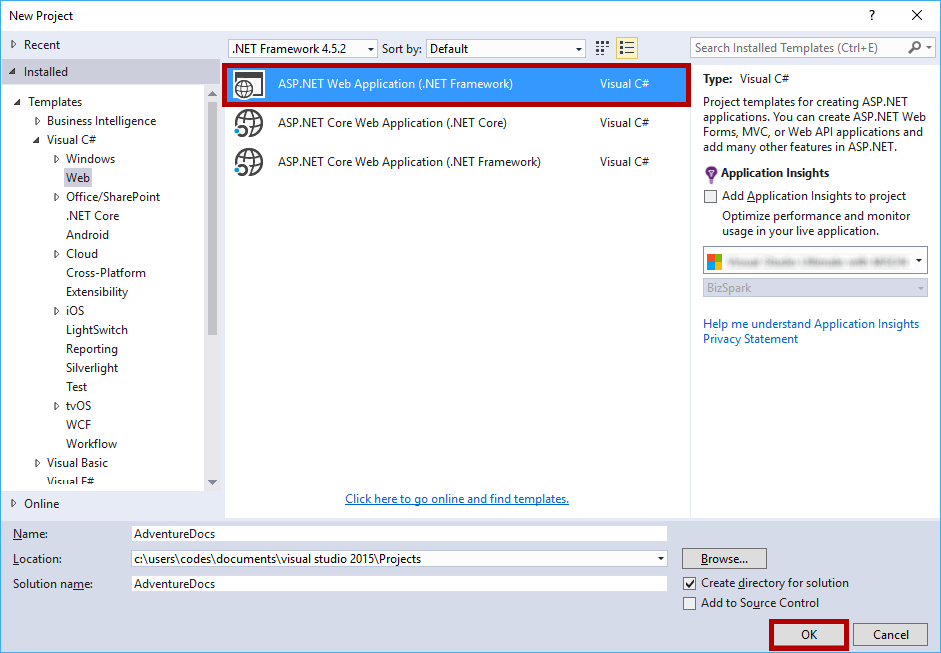 New Project
?
Recent
.NET Framework 4.5.2
Sort by:
Default
Search Installed Templates (Ctrl+E)
Installed
Templates
Business Intelligence
Visual C#
Windows
Web
Office/SharePoint
.NET Core
Android
Cloud
Cross-Platform
Extensibility
iOS
LightSwitch
Reporting
Silverlight
Test
tvOS
WCF
Workflow
Visual Basic
Visual F#
Online
ASP.NET Web Application (.NET Framework) Visual C#
ASP.NET Core Web Application (.NET Core) Visual C#
ASP.NET Core Web Application (.NET Framework) Visual C#
Click here to go online and find templates.
Type: Visual C#
Project templates for creating ASP.NET
applications. You can create ASP.NET Web
Forms, MVC, or Web API applications and
add many other features in ASP.NET.
Application Insights
Add Application Insights to project
Optimize performance and monitor
usage in your live application.
BizSpark
Help me understand Application Insights
Privacy Statement
Name: AdventureDocs
Location: c:\users\codes\documents\visual studio 2015\Projects
Browse...
Solution name: AdventureDocs
Create directory for solution
Add to Source Control
OK
Cancel